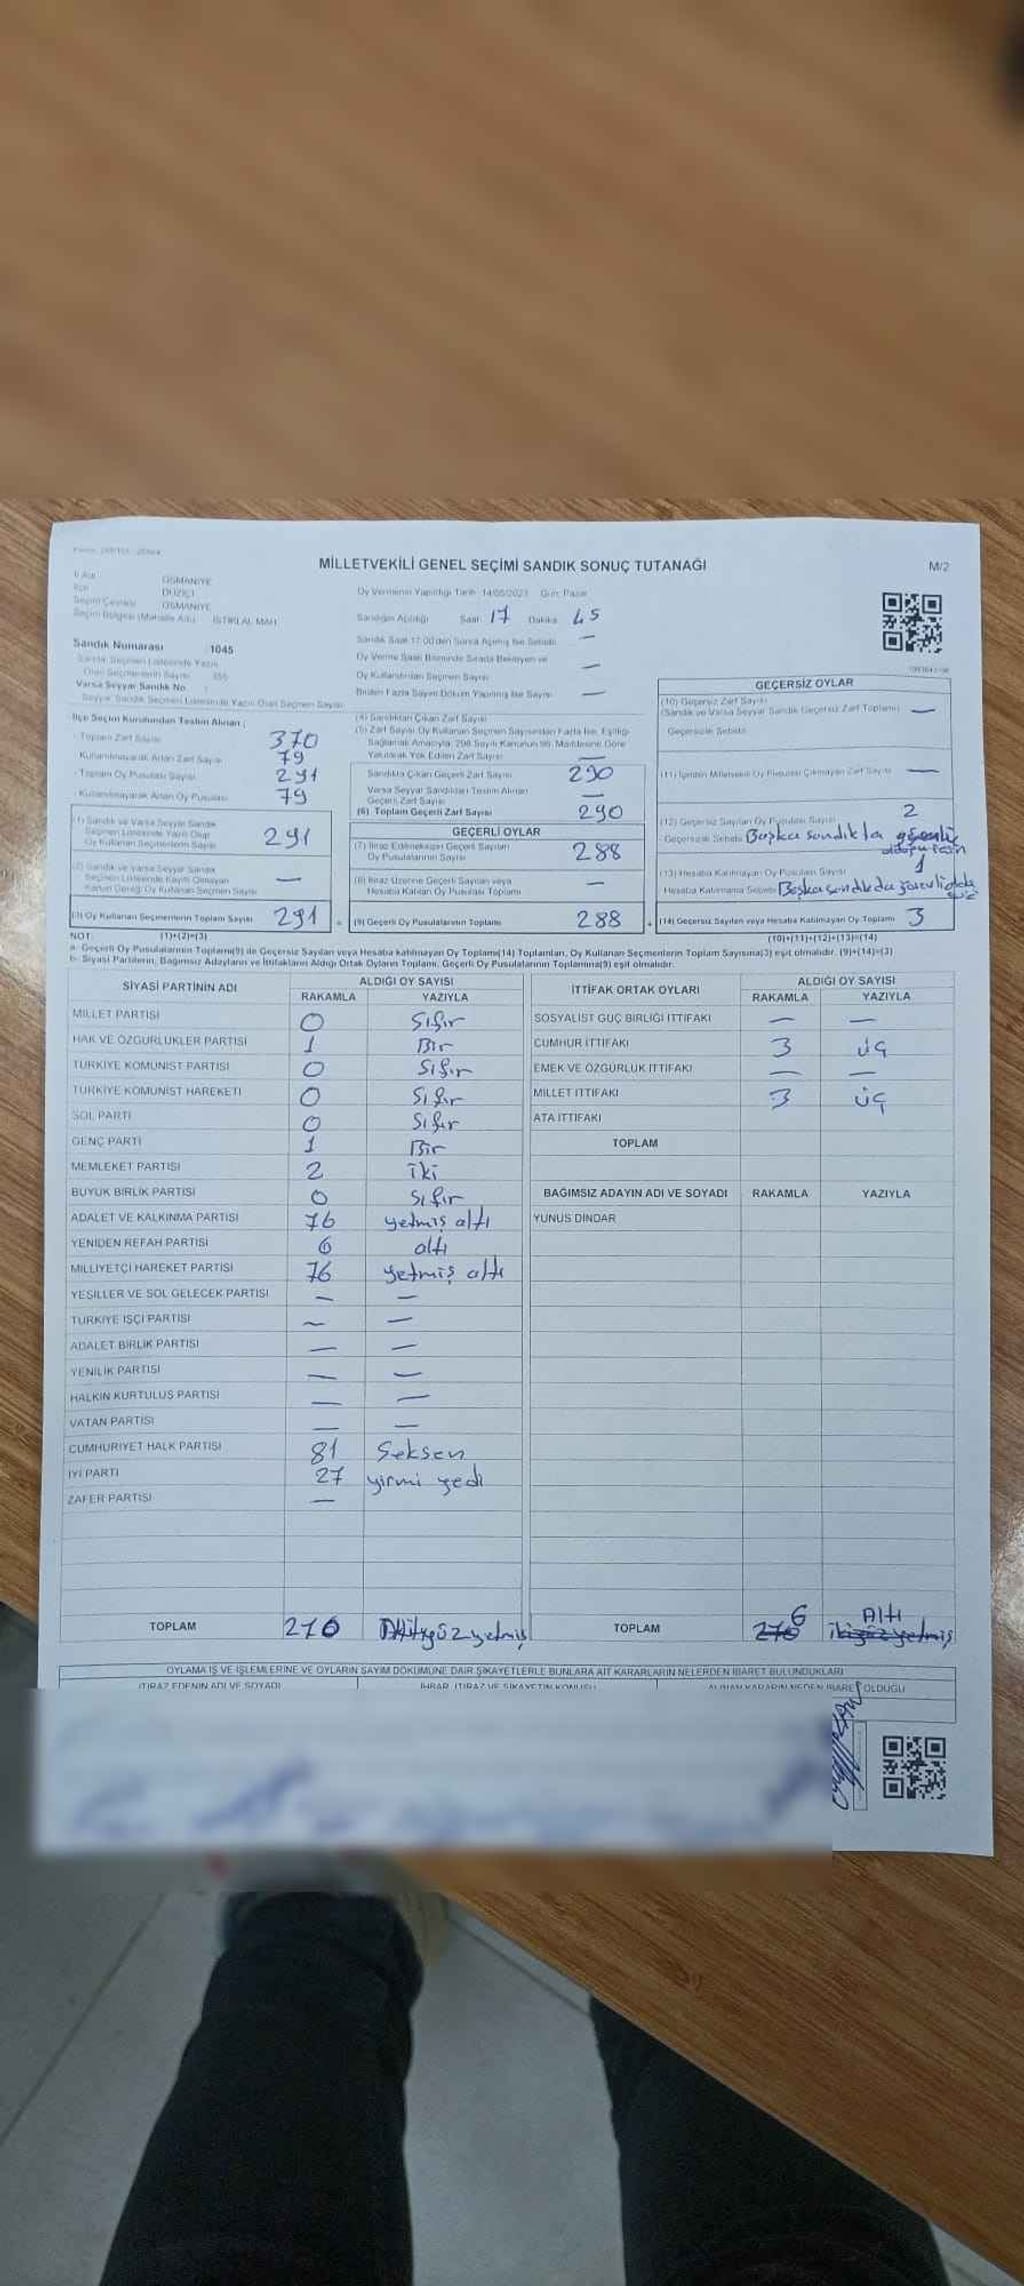 MİLLETVEKİLİ GENEL SEÇİMİ SANDIK SONUÇ TUTANAĞI
M/2
İli Adı OSMANİYE
İlçe DÜZİÇİ
Seçim Çevresi OSMANİYE
Seçim Bölgesi (Mahalle Adı) İSTİKLAL MAH.
Oy Vermenin Yapıldığı Tarih 14/05/2023 Gün: Pazar
Sandığın Açıldığı Saat 17 Dakika 45
Sandık Saat 17:00'den Sonra Açılmış İse Sebebi —
Oy Verme Saati Bitiminde Sırada Bekleyen ve
Oy Kullandırılan Seçmen Sayısı —
Birden Fazla Sayım Döküm Yapılmış İse Sayısı —
Sandık Numarası : 1045
Sandık Seçmen Listesinde Yazılı
Olan Seçmenlerin Sayısı
Varsa Seyyar Sandık No :
Seyyar Sandık Seçmen Listesinde Yazılı Olan Seçmen Sayısı
İlçe Seçim Kurulundan Teslim Alınan ;
- Toplam Zarf Sayısı 370
- Kullanılmayarak Artan Zarf Sayısı 79
- Toplam Oy Pusulası Sayısı 291
- Kullanılmayarak Artan Oy Pusulası 79
(1) Sandık ve Varsa Seyyar Sandık
Seçmen Listesinde Yazılı Olup
Oy Kullanan Seçmenlerin Sayısı 291
(2) Sandık ve Varsa Seyyar Sandık
Seçmen Listesinde Kayıtlı Olmayan
Kanun Gereği Oy Kullanan Seçmen Sayısı —
(3) Oy Kullanan Seçmenlerin Toplam Sayısı 291
(4) Sandıktan Çıkan Zarf Sayısı
(5) Zarf Sayısı Oy Kullanan Seçmen Sayısından Fazla İse, Eşitliği
Sağlamak Amacıyla, 298 Sayılı Kanunun 98. Maddesine Göre
Yakılarak Yok Edilen Zarf Sayısı —
Sandıkta Çıkan Geçerli Zarf Sayısı 290
Varsa Seyyar Sandıktan Teslim Alınan
Geçerli Zarf Sayısı —
(6) Toplam Geçerli Zarf Sayısı 290
GEÇERLİ OYLAR
(7) İtiraz Edilmeksizin Geçerli Sayılan
Oy Pusulalarının Sayısı 288
(8) İtiraz Üzerine Geçerli Sayılan veya
Hesaba Katılan Oy Pusulası Toplamı —
(9) Geçerli Oy Pusulalarının Toplamı 288
GEÇERSİZ OYLAR
(10) Geçersiz Zarf Sayısı
(Sandık ve Varsa Seyyar Sandık Geçersiz Zarf Toplamı) —
Geçersizlik Sebebi
(11) İçinden Milletvekili Oy Pusulası Çıkmayan Zarf Sayısı —
(12) Geçersiz Sayılan Oy Pusulası Sayısı 2
Geçersizlik Sebebi Başka sandıkta
(13) Hesaba Katılmayan Oy Pusulası Sayısı 1
Hesaba Katılmama Sebebi Başka sandıkda
(14) Geçersiz Sayılan veya Hesaba Katılmayan Oy Toplamı 3
NOT: (1)+(2)=(3)
(10)+(11)+(12)+(13)=(14)
a- Geçerli Oy Pusulalarının Toplamı(9) ile Geçersiz Sayılan veya Hesaba katılmayan Oy Toplamı(14) Toplamları, Oy Kullanan Seçmenlerin Toplam Sayısına(3) eşit olmalıdır. (9)+(14)=(3)
b- Siyasi Partilerin, Bağımsız Adayların ve İttifakların Aldığı Ortak Oyların Toplamı, Geçerli Oy Pusulalarının Toplamına(9) eşit olmalıdır.
SİYASİ PARTİNİN ADI ALDIĞI OY SAYISI
RAKAMLA YAZIYLA
MİLLET PARTİSİ 0 Sıfır
HAK VE ÖZGÜRLÜKLER PARTİSİ 1 Bir
TÜRKİYE KOMÜNİST PARTİSİ 0 Sıfır
TÜRKİYE KOMÜNİST HAREKETİ 0 Sıfır
SOL PARTİ 0 Sıfır
GENÇ PARTİ 1 Bir
MEMLEKET PARTİSİ 2 iki
BÜYÜK BİRLİK PARTİSİ 0 Sıfır
ADALET VE KALKINMA PARTİSİ 76 yetmiş altı
YENİDEN REFAH PARTİSİ 6 altı
MİLLİYETÇİ HAREKET PARTİSİ 76 yetmiş altı
YEŞİLLER VE SOL GELECEK PARTİSİ — —
TÜRKİYE İŞÇİ PARTİSİ — —
ADALET BİRLİK PARTİSİ — —
YENİLİK PARTİSİ — —
HALKIN KURTULUŞ PARTİSİ — —
VATAN PARTİSİ — —
CUMHURİYET HALK PARTİSİ 81 Seksen
İYİ PARTİ 27 yirmi yedi
ZAFER PARTİSİ —
TOPLAM 270
İTTİFAK ORTAK OYLARI ALDIĞI OY SAYISI
RAKAMLA YAZIYLA
SOSYALİST GÜÇ BİRLİĞİ İTTİFAKI — —
CUMHUR İTTİFAKI 3 üç
EMEK VE ÖZGÜRLÜK İTTİFAKI — —
MİLLET İTTİFAKI 3 üç
ATA İTTİFAKI
TOPLAM
BAĞIMSIZ ADAYIN ADI VE SOYADI RAKAMLA YAZIYLA
YUNUS DİNDAR
TOPLAM 6 Altı
OYLAMA İŞ VE İŞLEMLERİNE VE OYLARIN SAYIM DÖKÜMÜNE DAİR ŞİKAYETLERLE BUNLARA AİT KARARLARIN NELERDEN İBARET BULUNDUKLARI
İTİRAZ EDENİN ADI VE SOYADI İHBAR, İTİRAZ VE ŞİKAYETİN KONUSU ALINAN KARARIN NEDEN İBARET OLDUĞU